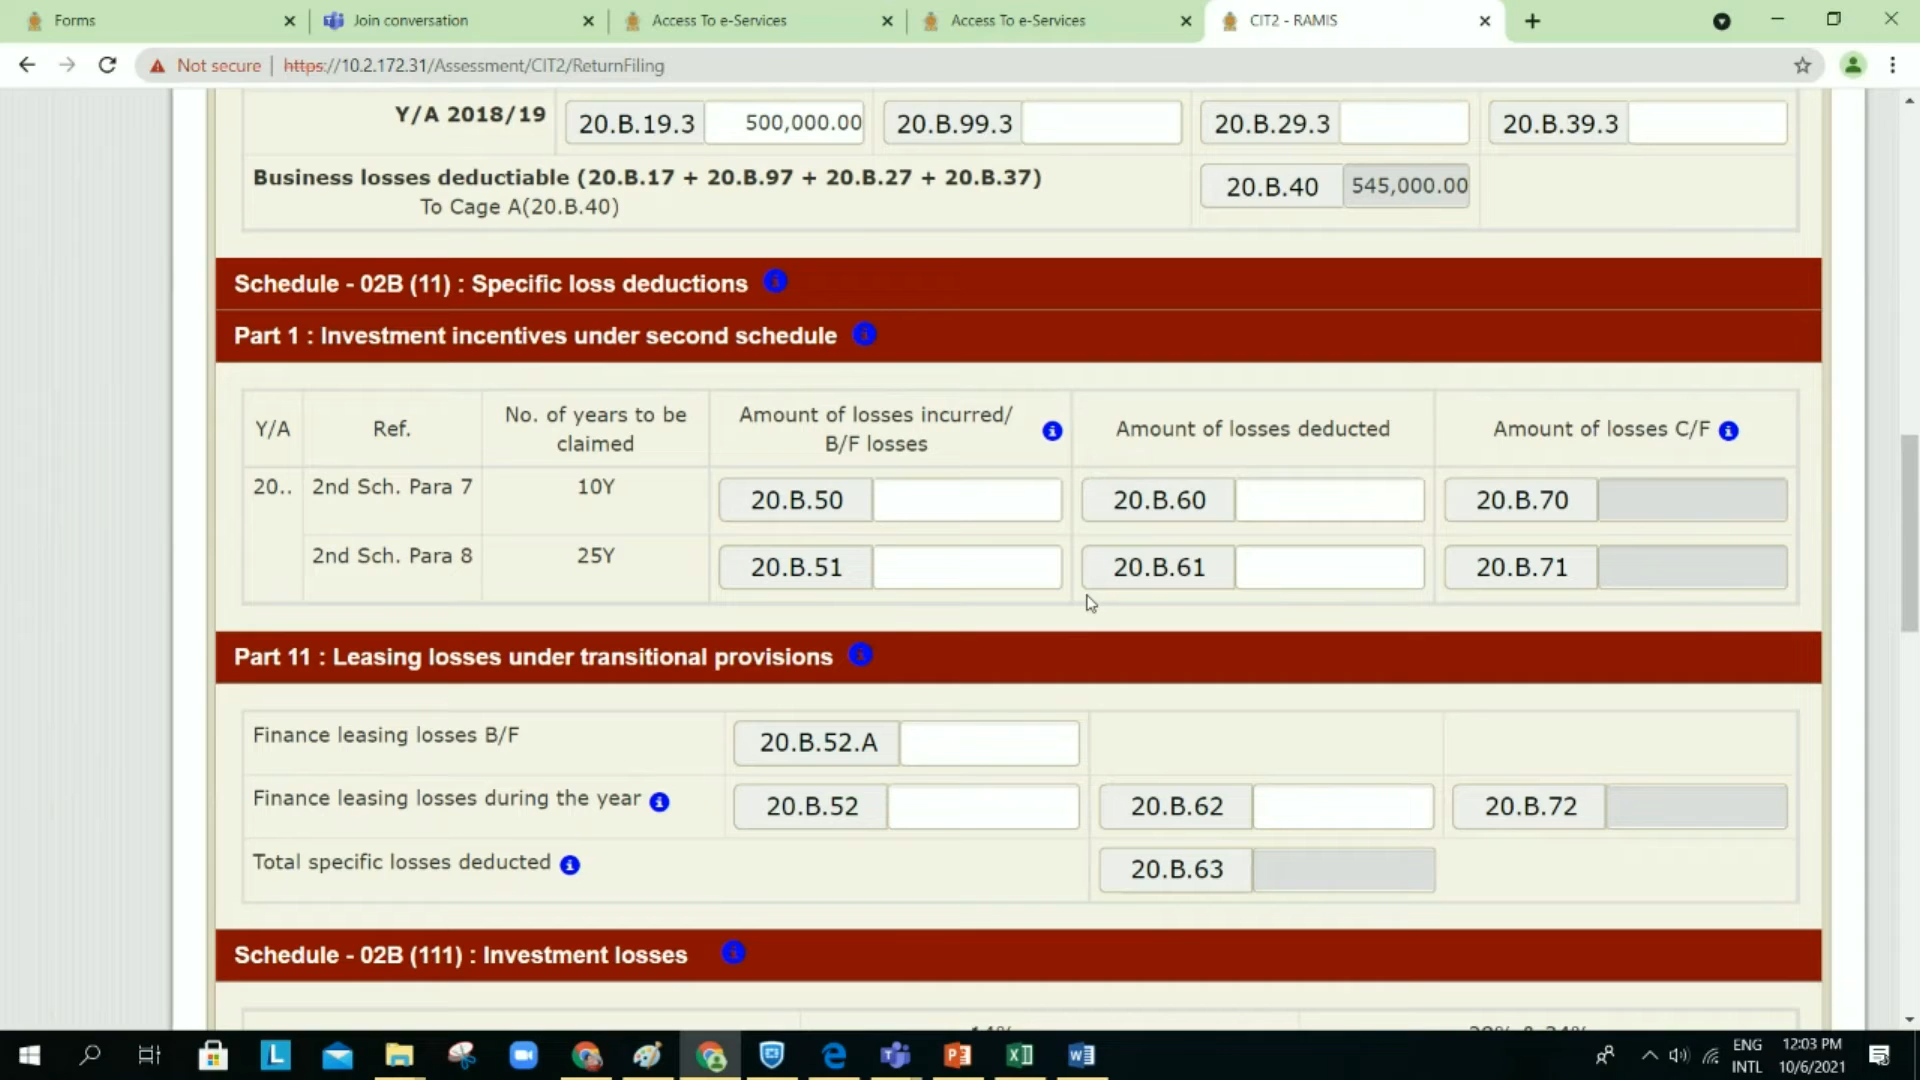 Forms
Join conversation
Access To e-Services
Access To e-Services
CIT2 - RAMIS
Not secure | https://10.2.172.31/Assessment/CIT2/ReturnFiling
Y/A 2018/19 20.B.19.3 500,000.00 20.B.99.3 20.B.29.3 20.B.39.3
Business losses deductiable (20.B.17 + 20.B.97 + 20.B.27 + 20.B.37) 20.B.40 545,000.00
To Cage A(20.B.40)
Schedule - 02B (11) : Specific loss deductions
Part 1 : Investment incentives under second schedule
Y/A
Ref.
No. of years to be
claimed
Amount of losses incurred/
B/F losses
Amount of losses deducted
Amount of losses C/F
20.. 2nd Sch. Para 7 10Y 20.B.50 20.B.60 20.B.70
2nd Sch. Para 8 25Y 20.B.51 20.B.61 20.B.71
Part 11 : Leasing losses under transitional provisions
Finance leasing losses B/F 20.B.52.A
Finance leasing losses during the year 20.B.52 20.B.62 20.B.72
Total specific losses deducted 20.B.63
Schedule - 02B (111) : Investment losses
ENG
INTL
12:03 PM
10/6/2021